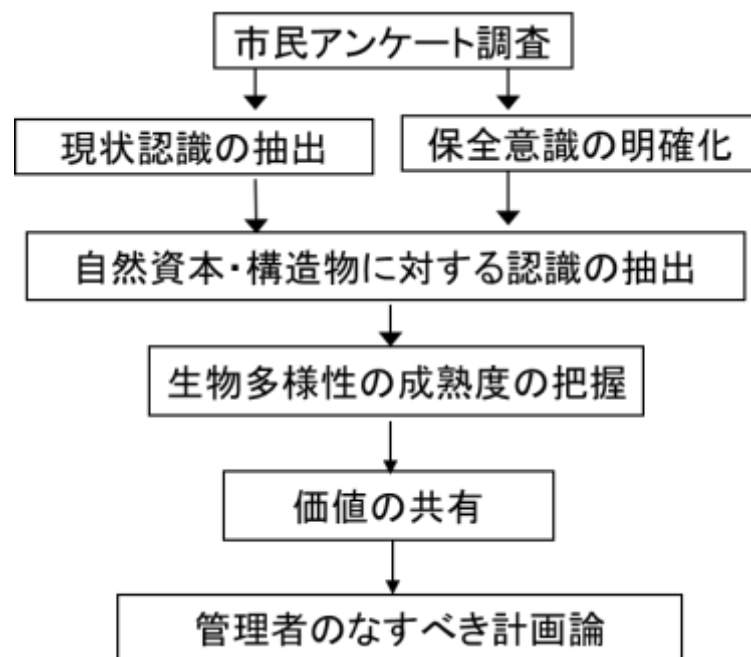 市民アンケート調査
現状認識の抽出
保全意識の明確化
自然資本・構造物に対する認識の抽出
生物多様性の成熟度の把握
価値の共有
管理者のなすべき計画論